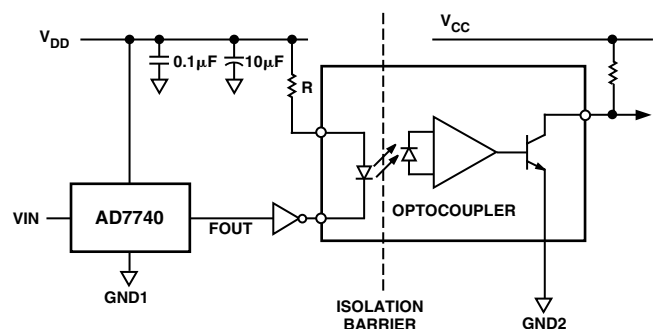 VDD
VCC
0.1µF
10µF
R
VIN
AD7740
FOUT
OPTOCOUPLER
GND1
ISOLATION
BARRIER
GND2